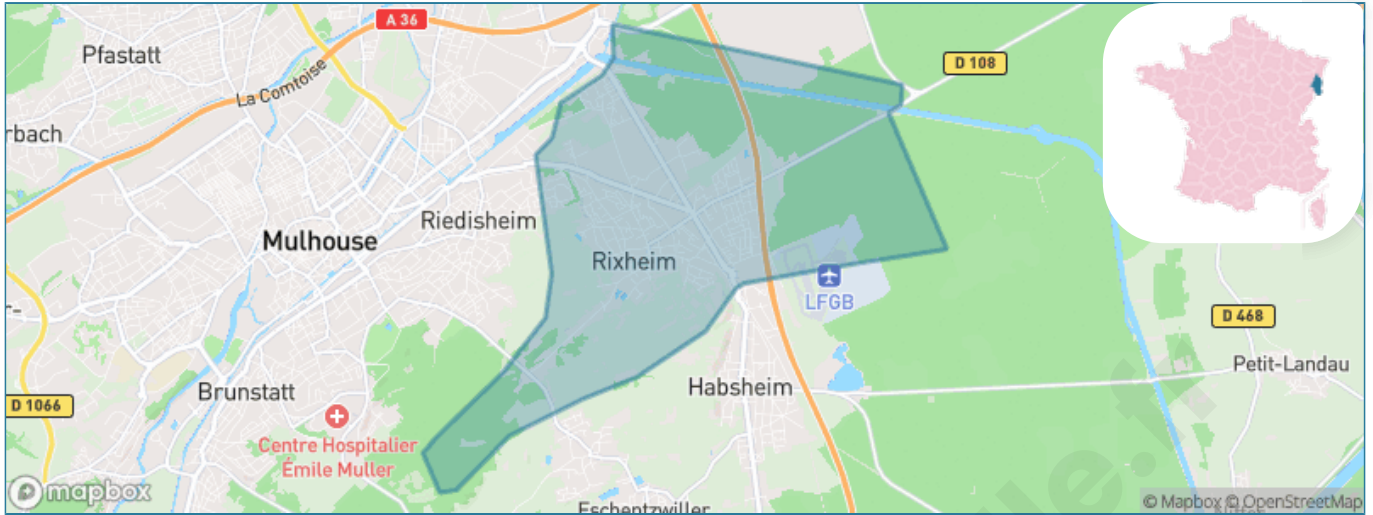 A 36
Pfastatt
D 108
La Comtoise
rbach
Riedisheim
Mulhouse
Rixheim
LFGB
r-
D 468
Petit-Landau
Habsheim
Brunstatt
D 1066
Centre Hospitalier
Émile Muller
mapbox
© Mapbox © OpenStreetMap
Eschentzwiller